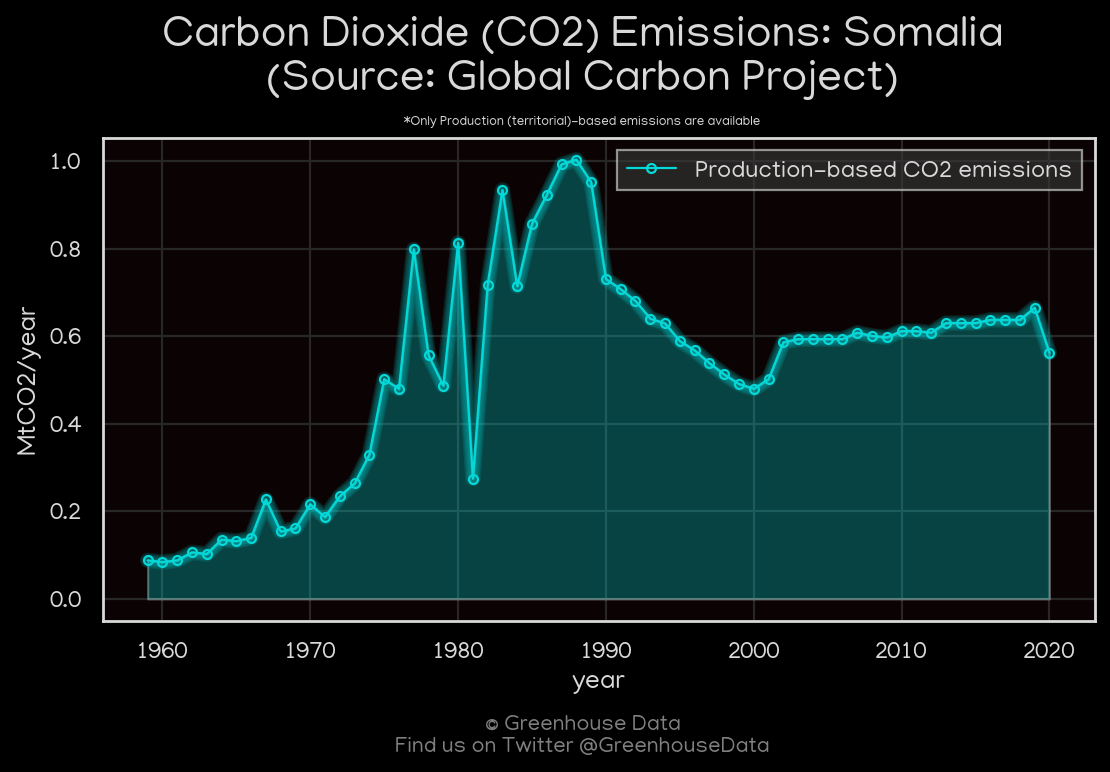 Carbon Dioxide (CO2) Emissions: Somalia
(Source: Global Carbon Project)
*Only Production (territorial)-based emissions are available
Production-based CO2 emissions
MtCO2/year
1.0
0.8
0.6
0.4
0.2
0.0
1960 1970 1980 1990 2000 2010 2020
year
© Greenhouse Data
Find us on Twitter @GreenhouseData